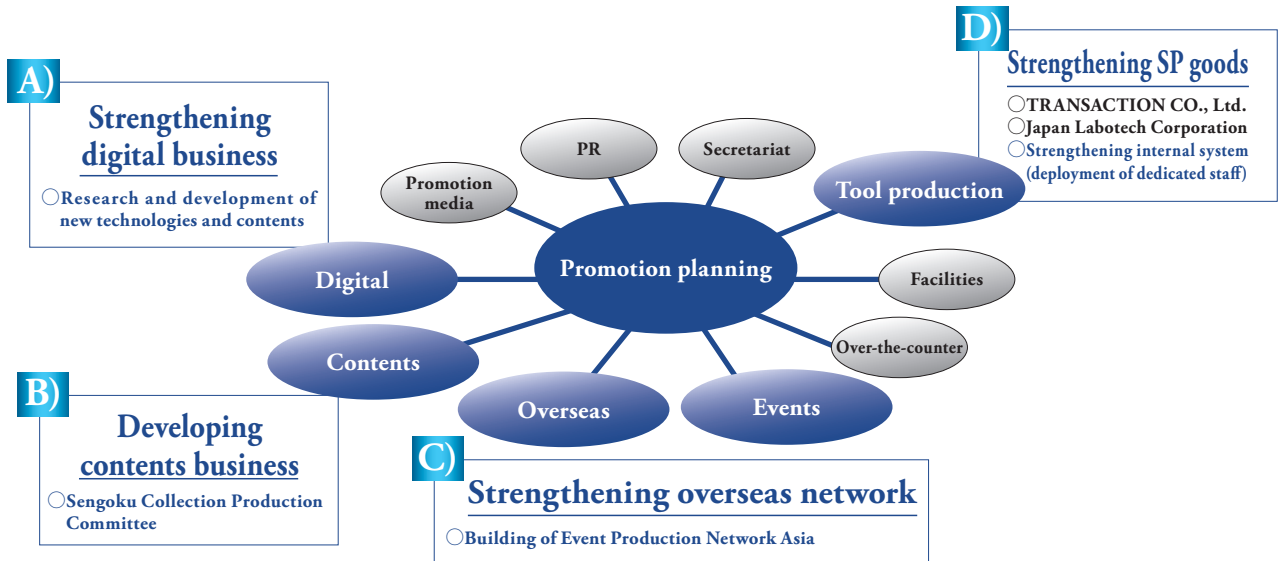 A)
Strengthening
digital business
○Research and development of
new technologies and contents
D)
Strengthening SP goods
○TRANSACTION CO., Ltd.
○Japan Labotech Corporation
○Strengthening internal system
(deployment of dedicated staff)
PR
Secretariat
Promotion
media
Tool production
Promotion planning
Digital
Facilities
Contents
Over-the-counter
Overseas
Events
B)
Developing
contents business
○Sengoku Collection Production
Committee
C)
Strengthening overseas network
○Building of Event Production Network Asia